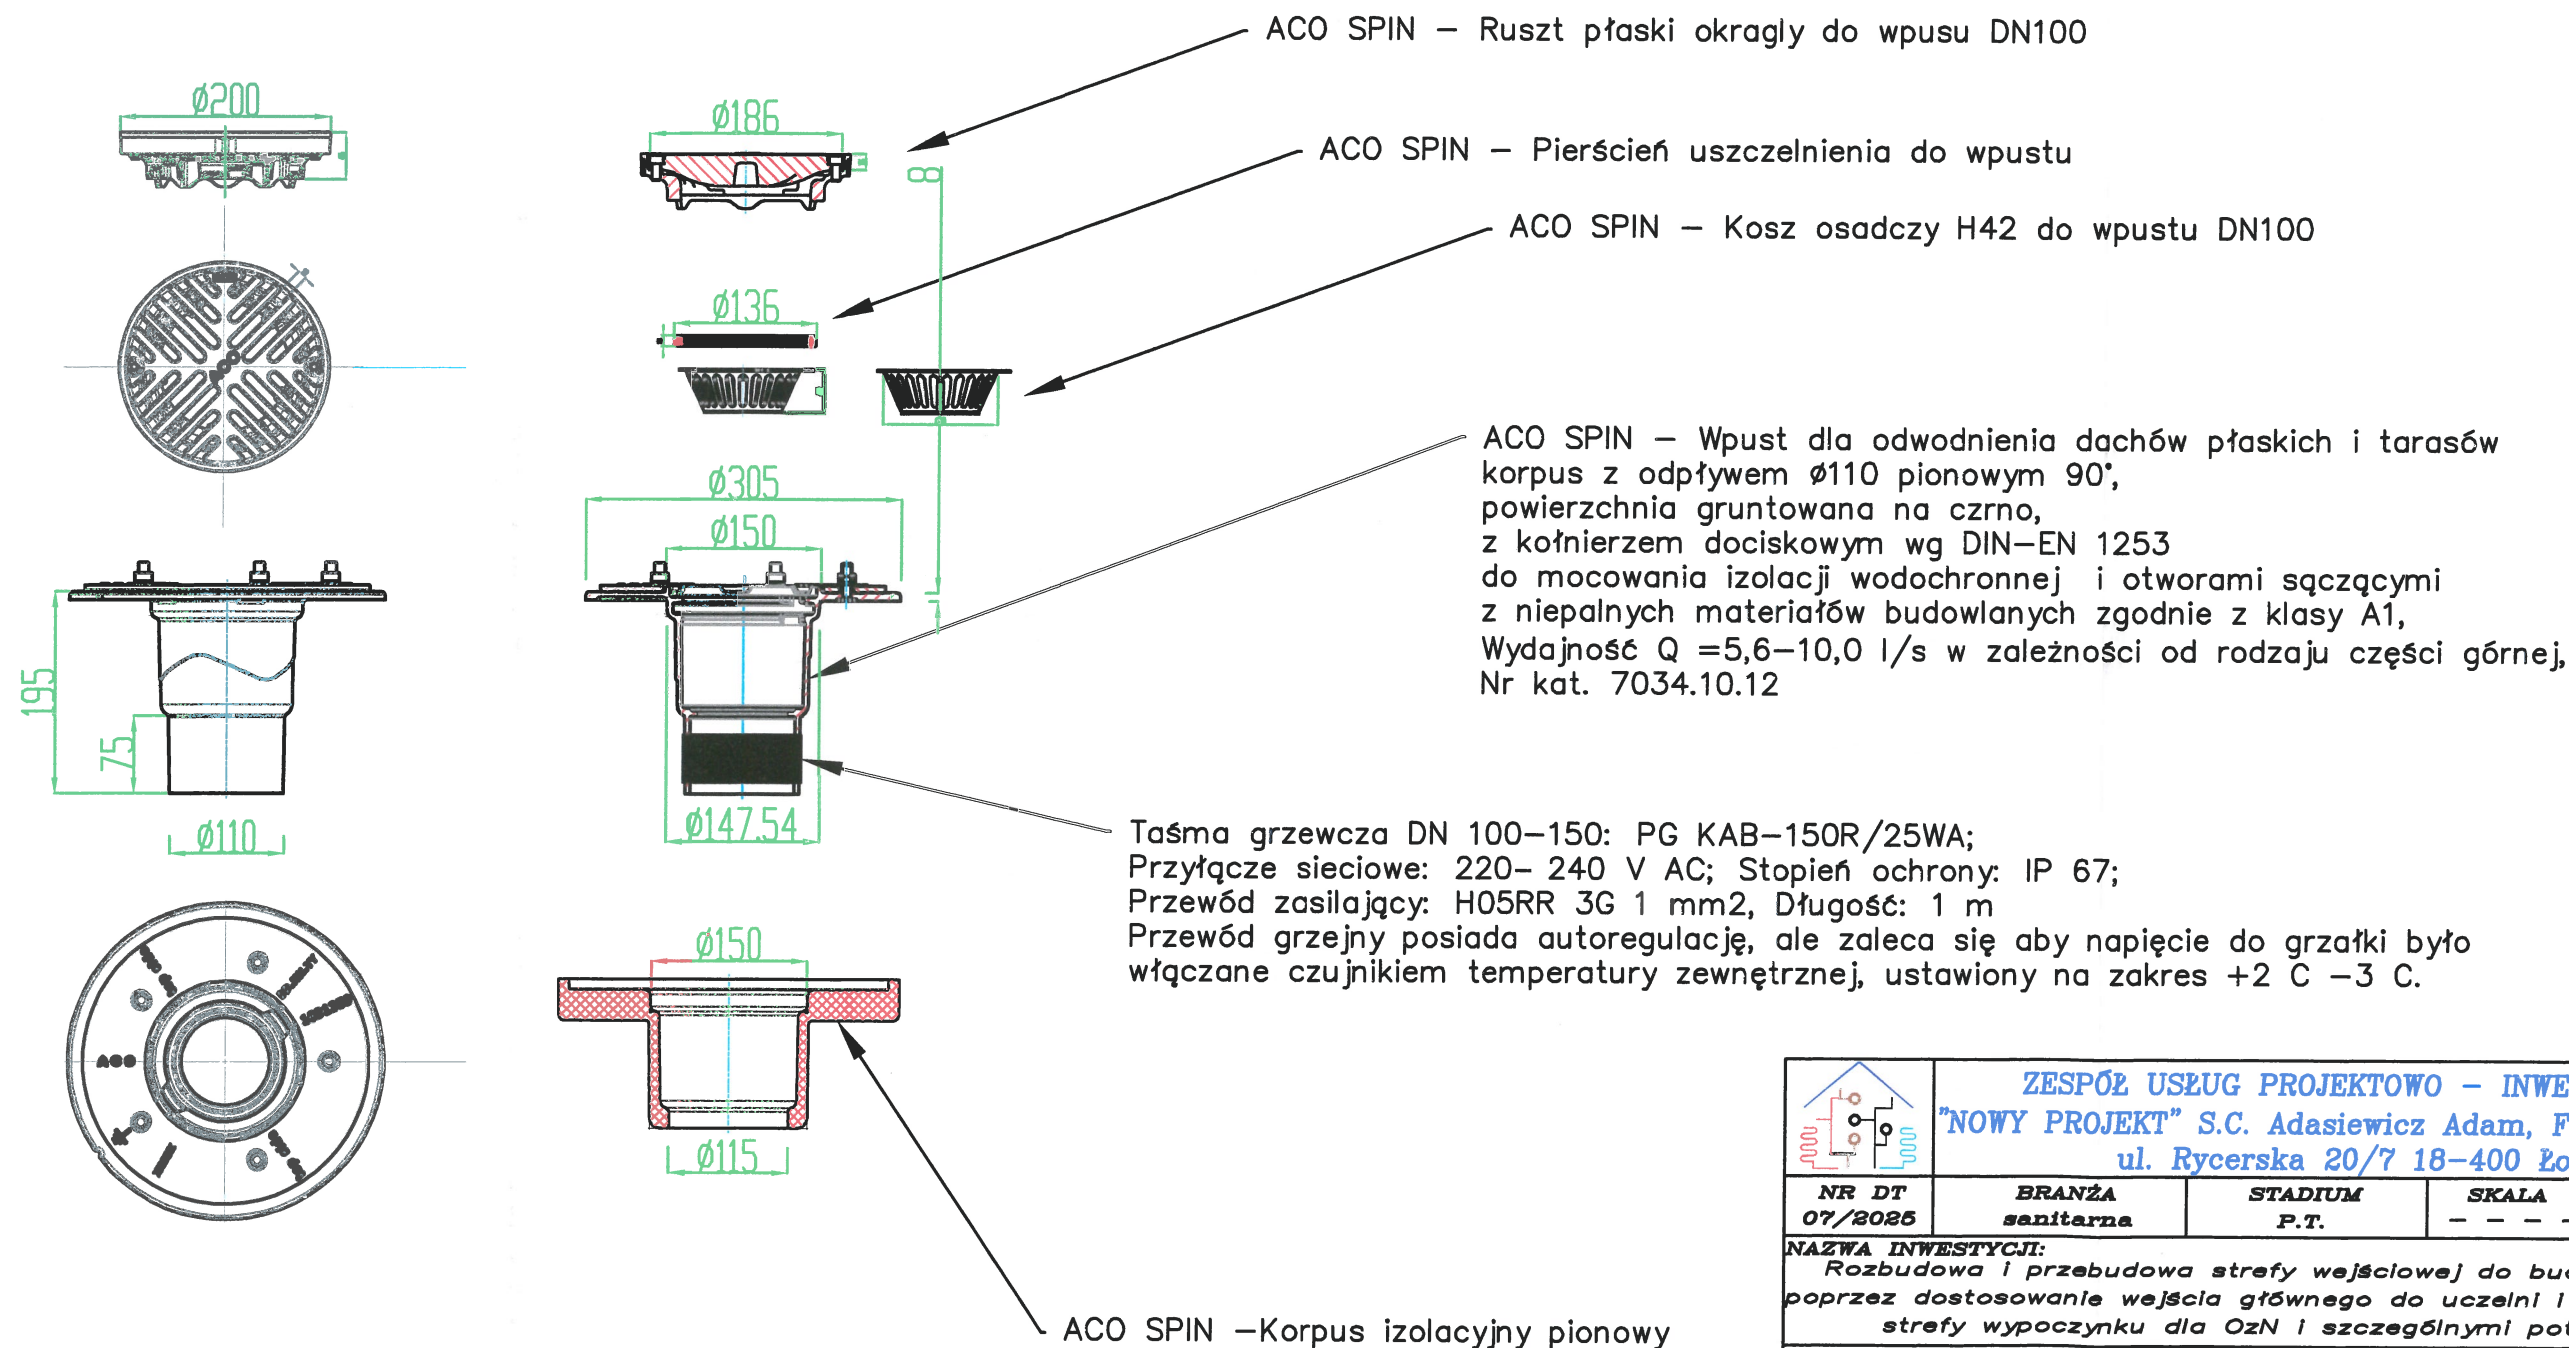 ACO SPIN – Ruszt płaski okragly do wpusu DN100
ø200
ø186
ACO SPIN – Pierścień uszczelnienia do wpustu
8
ACO SPIN – Kosz osadczy H42 do wpustu DN100
ø136
ACO SPIN – Wpust dla odwodnienia dachów płaskich i tarasów
korpus z odpływem ø110 pionowym 90°,
powierzchnia gruntowana na czrno,
z kołnierzem dociskowym wg DIN–EN 1253
do mocowania izolacji wodochronnej i otworami sączącymi
z niepalnych materiałów budowlanych zgodnie z klasy A1,
Wydajność Q =5,6–10,0 l/s w zależności od rodzaju części górnej,
Nr kat. 7034.10.12
ø305
ø150
195
75
ø110
ø147.54
Taśma grzewcza DN 100–150: PG KAB–150R/25WA;
Przyłącze sieciowe: 220– 240 V AC; Stopień ochrony: IP 67;
Przewód zasilający: H05RR 3G 1 mm2, Długość: 1 m
Przewód grzejny posiada autoregulację, ale zaleca się aby napięcie do grzałki było
włączane czujnikiem temperatury zewnętrznej, ustawiony na zakres +2 C –3 C.
ø150
ø115
ACO
ACO SPIN –Korpus izolacyjny pionowy
ZESPÓŁ USŁUG PROJEKTOWO – INWE
"NOWY PROJEKT" S.C. Adasiewicz Adam, F
ul. Rycerska 20/7 18–400 Ło
NR DT
07/2025
BRANŻA
sanitarna
STADIUM
P.T.
SKALA
– – – –
NAZWA INWESTYCJI:
Rozbudowa i przebudowa strefy wejściowej do bu
poprzez dostosowanie wejścia głównego do uczelni i
strefy wypoczynku dla OzN i szczególnymi pot